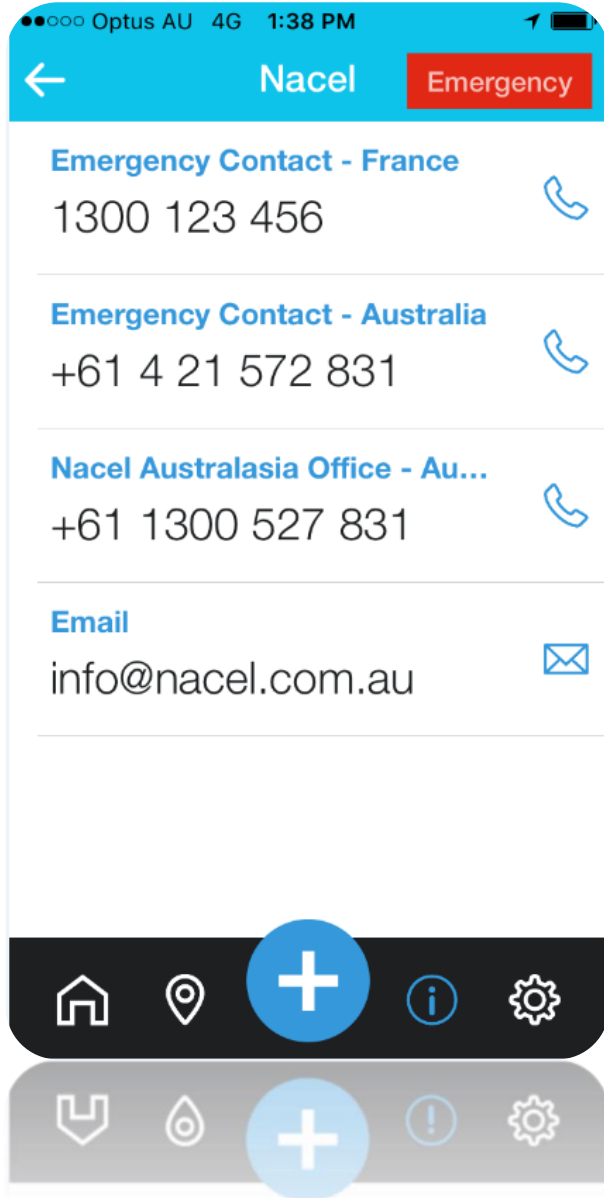 Optus AU 4G 1:38 PM
Nacel Emergency
Emergency Contact - France
1300 123 456
Emergency Contact - Australia
+61 4 21 572 831
Nacel Australasia Office - Au...
+61 1300 527 831
Email
info@nacel.com.au